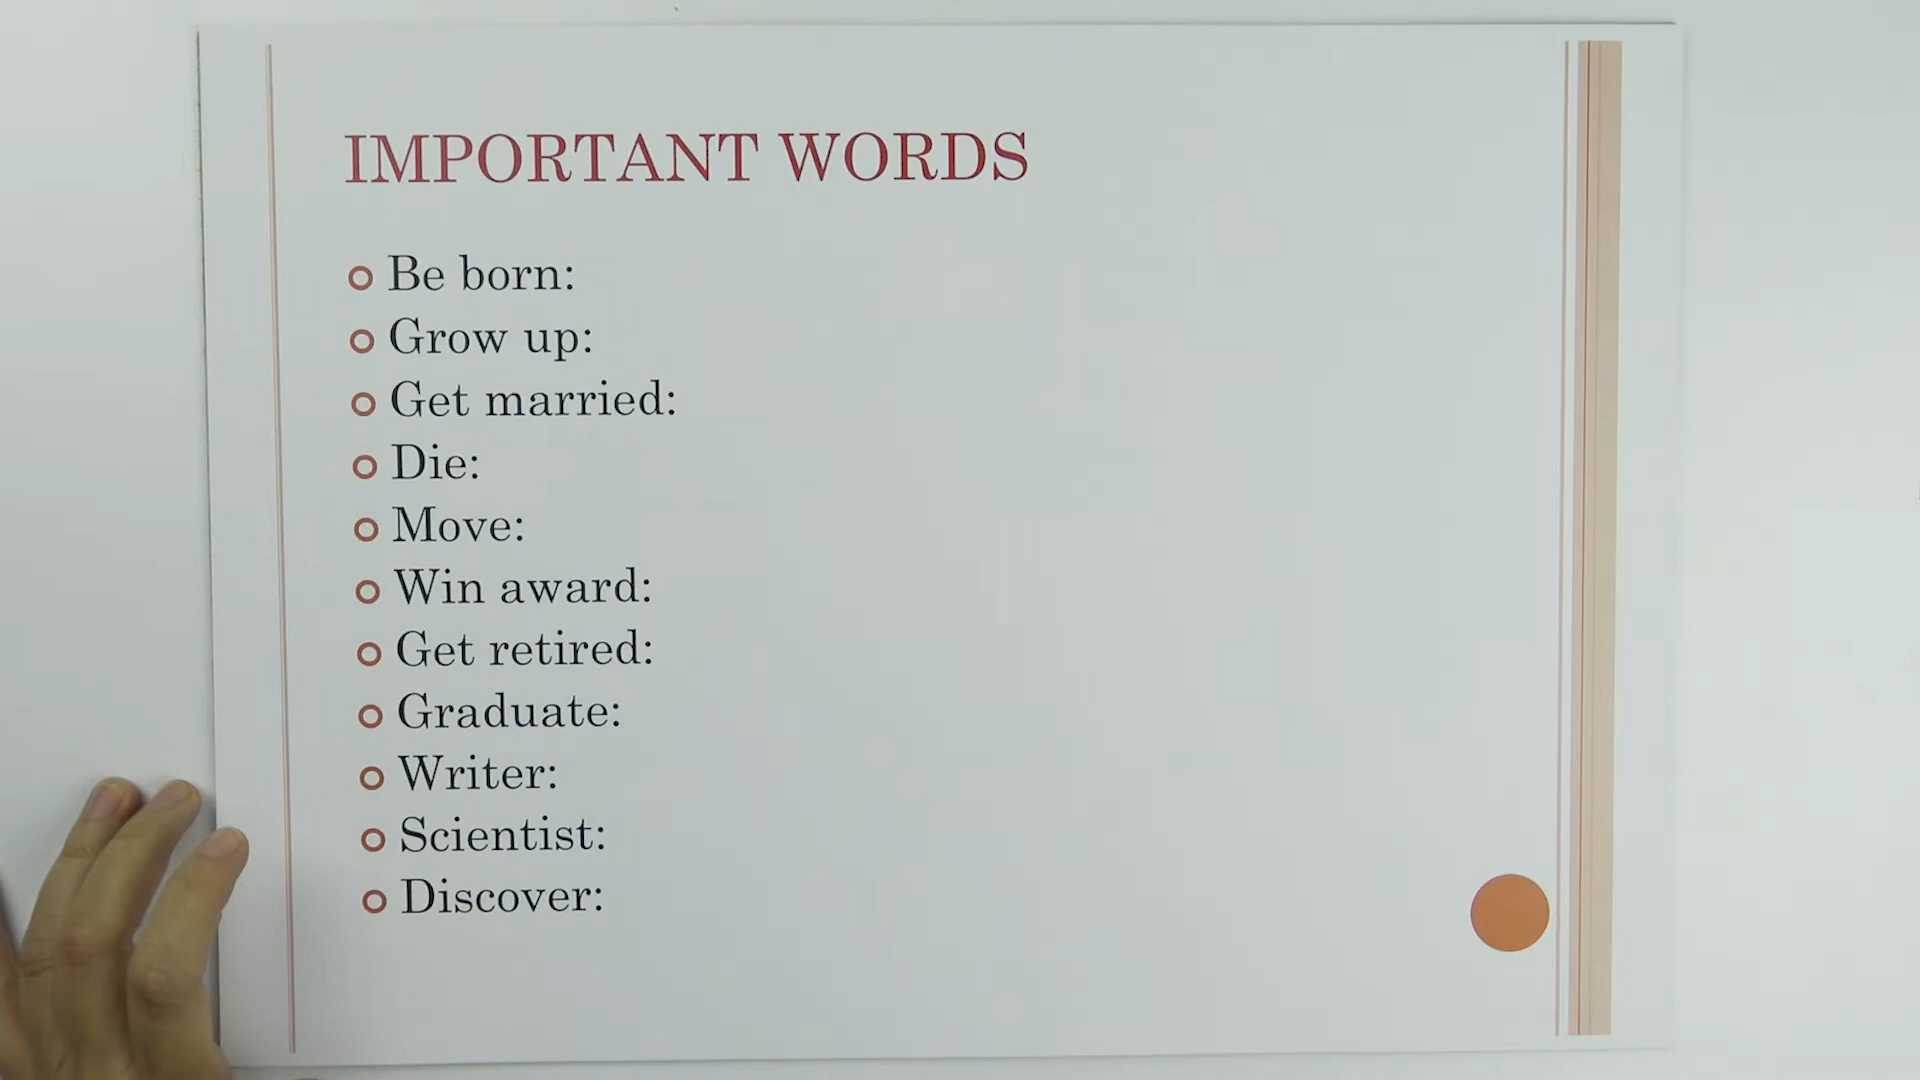 IMPORTANT WORDS
Be born:
Grow up:
Get married:
Die:
Move:
Win award:
Get retired:
Graduate:
Writer:
Scientist:
Discover: